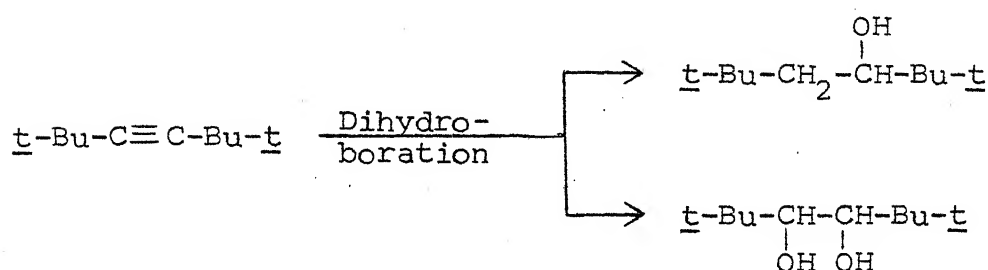 OH
t-Bu-CH2-CH-Bu-t
t-Bu-C≡C-Bu-t
Dihydro-
boration
t-Bu-CH-CH-Bu-t
OH OH